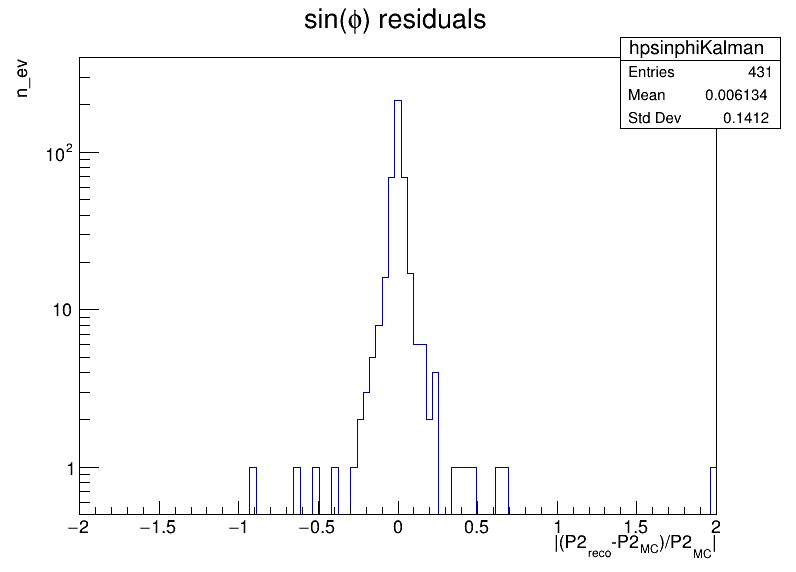 sin(ϕ) residuals
hpsinphiKalman
Entries 431
Mean 0.006134
Std Dev 0.1412
n_ev
10²
10
1
−2 −1.5 −1 −0.5 0 0.5 1 1.5 2
|(P2reco-P2MC)/P2MC|